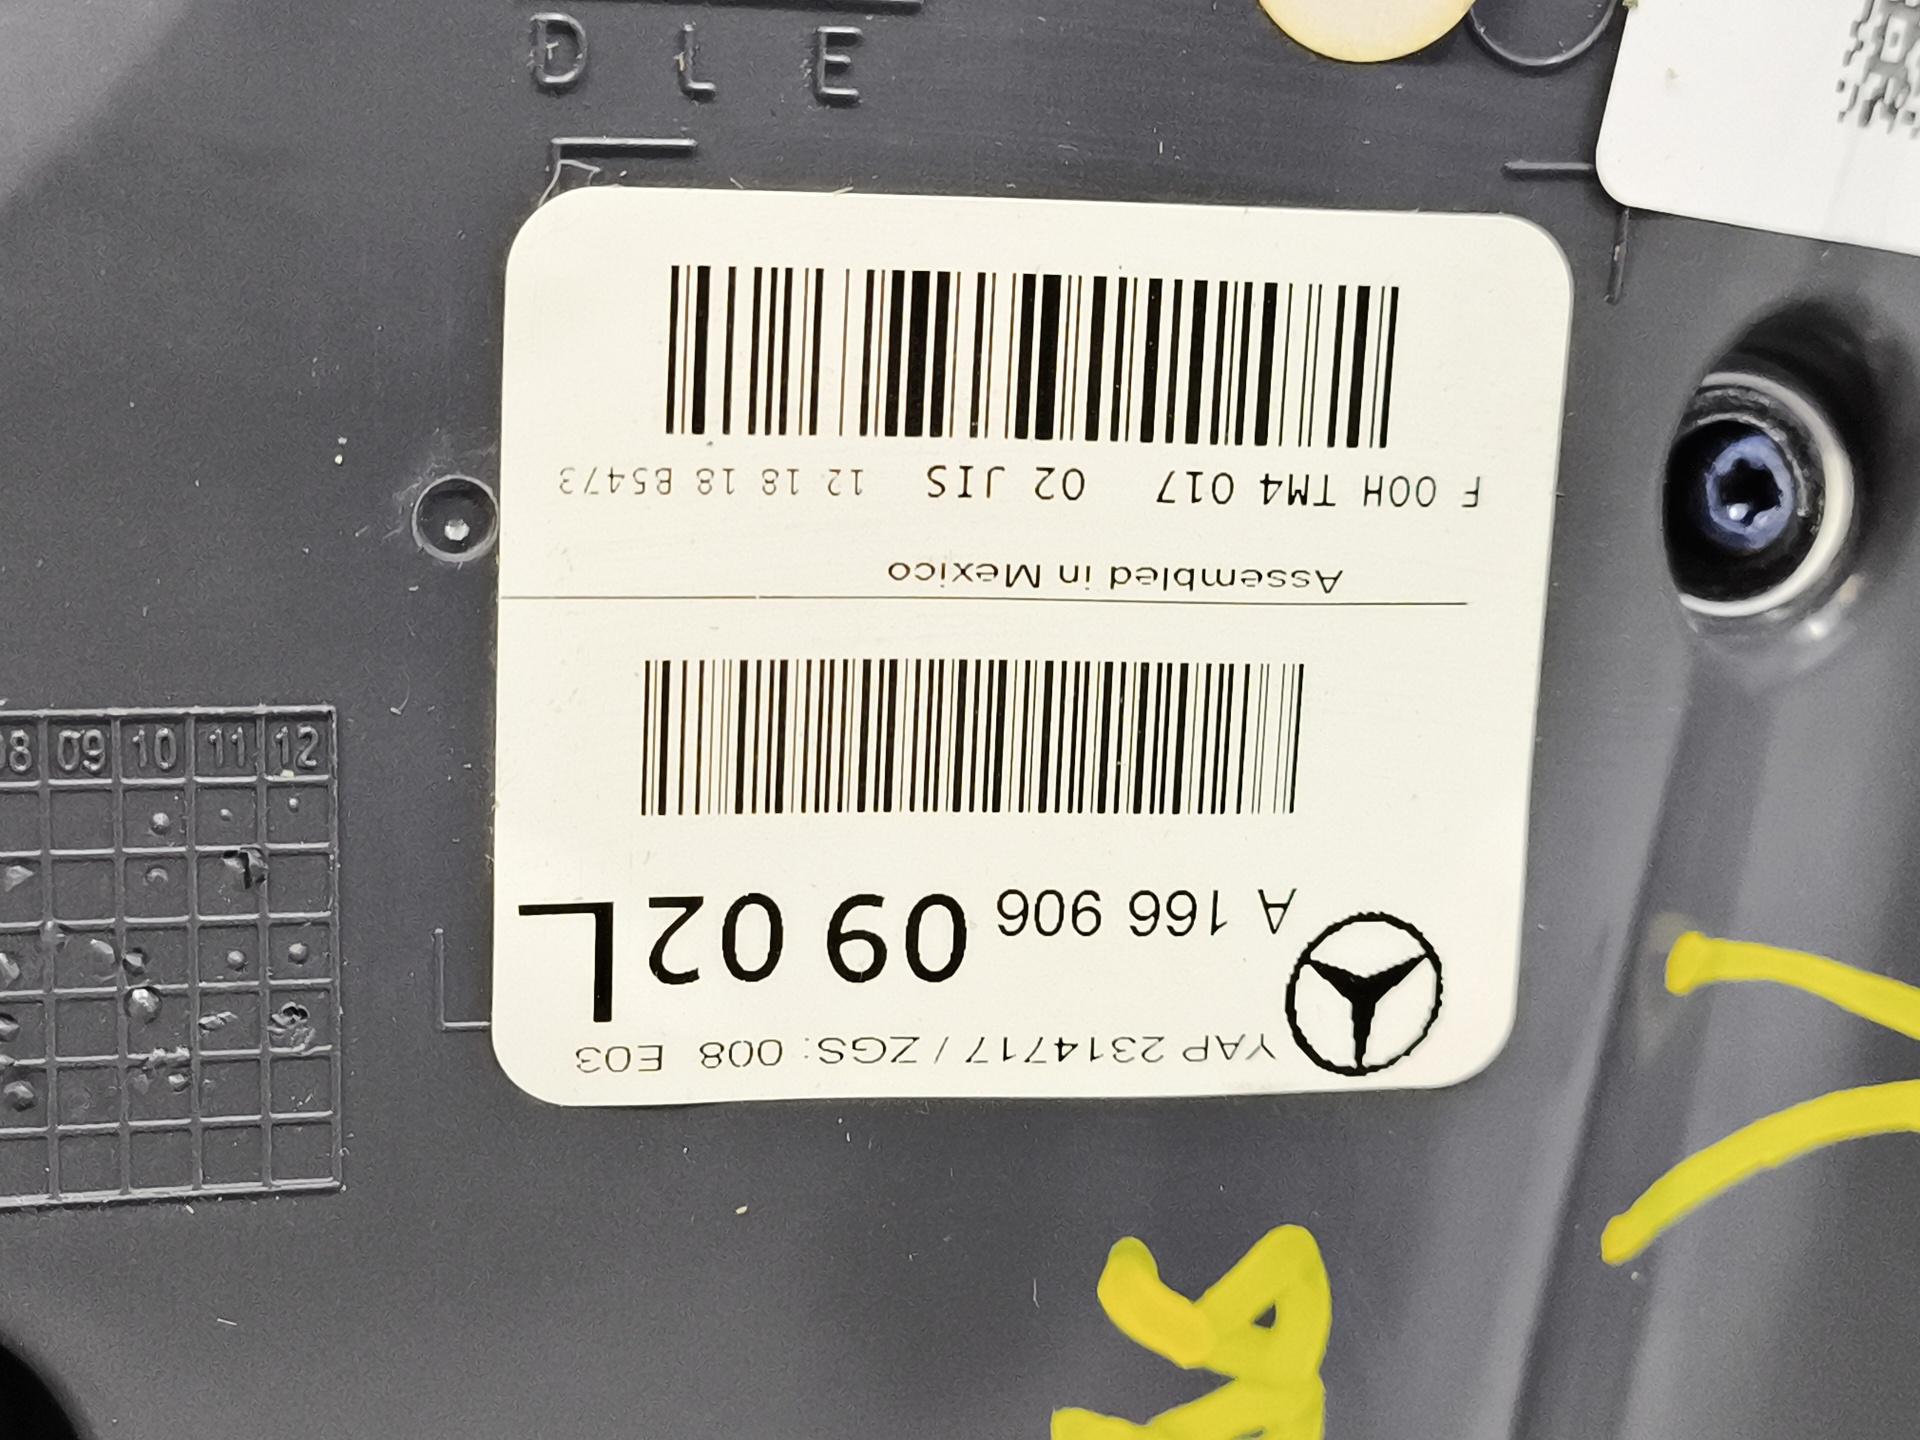 D L E
YAP 2314717 / ZGS: 008 E03
A 166 906 09 02 L
Assembled in Mexico
F 00H TM4 017 02 JIS 12 18 18 B5473
09 10 11 12